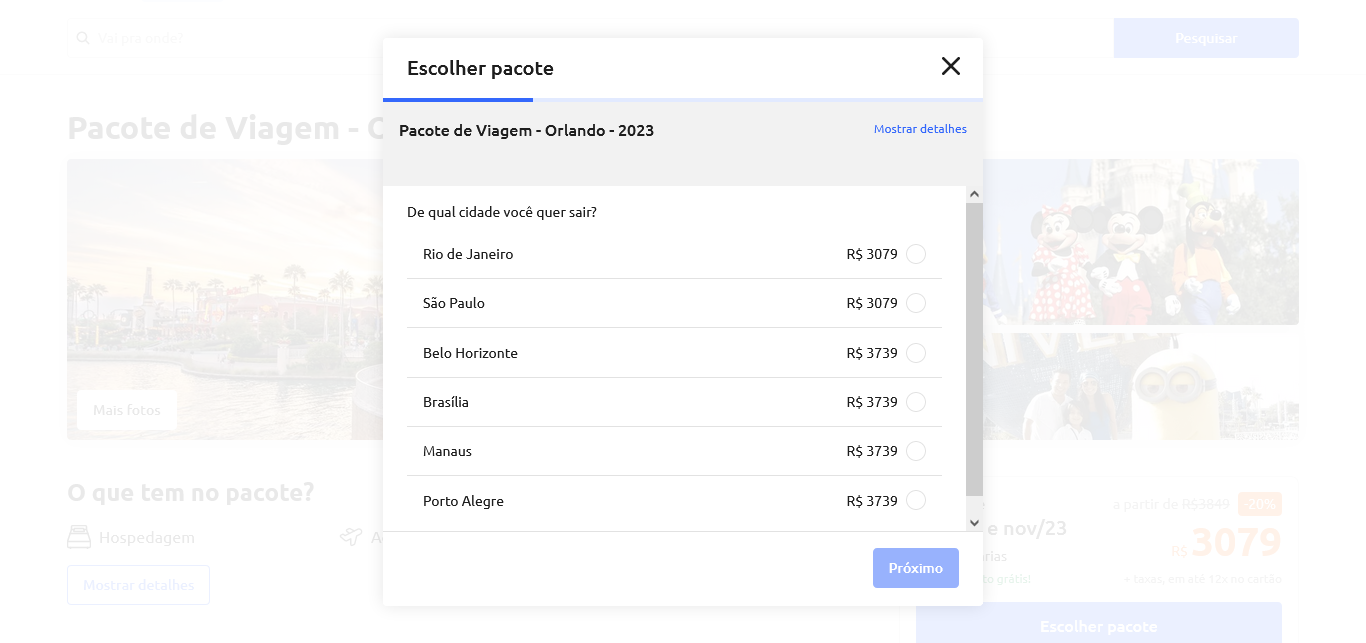 Vai pra onde?
Pesquisar
Escolher pacote
Pacote de Viagem - O
Pacote de Viagem - Orlando - 2023
Mostrar detalhes
De qual cidade você quer sair?
Rio de Janeiro R$ 3079
São Paulo R$ 3079
Belo Horizonte R$ 3739
Brasília R$ 3739
Manaus R$ 3739
Porto Alegre R$ 3739
Próximo
Mais fotos
O que tem no pacote?
Hospedagem A
Mostrar detalhes
a partir de R$3849 -20%
e nov/23
R$ 3079
+ taxas, em até 12x no cartão
Escolher pacote